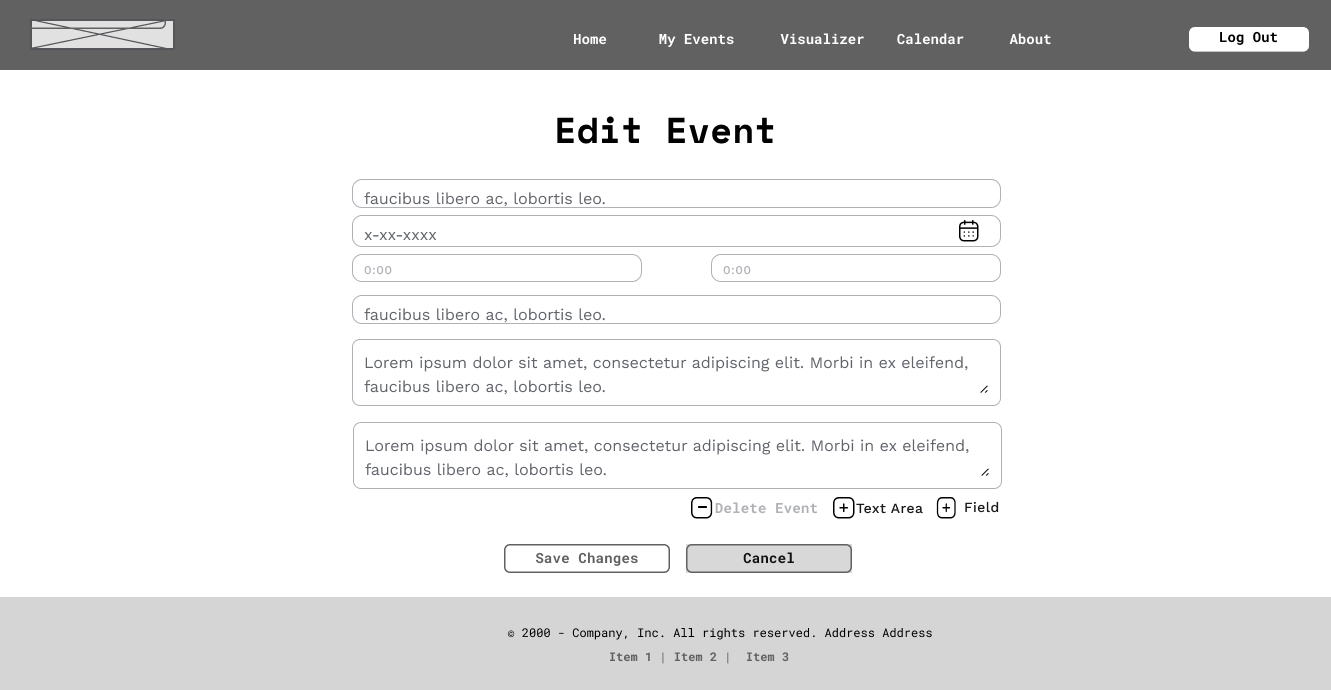 Home My Events Visualizer Calendar About Log Out
Edit Event
faucibus libero ac, lobortis leo.
x-xx-xxxx
0:00 0:00
faucibus libero ac, lobortis leo.
Lorem ipsum dolor sit amet, consectetur adipiscing elit. Morbi in ex eleifend,
faucibus libero ac, lobortis leo.
Lorem ipsum dolor sit amet, consectetur adipiscing elit. Morbi in ex eleifend,
faucibus libero ac, lobortis leo.
Delete Event Text Area Field
Save Changes Cancel
© 2000 - Company, Inc. All rights reserved. Address Address
Item 1 | Item 2 | Item 3